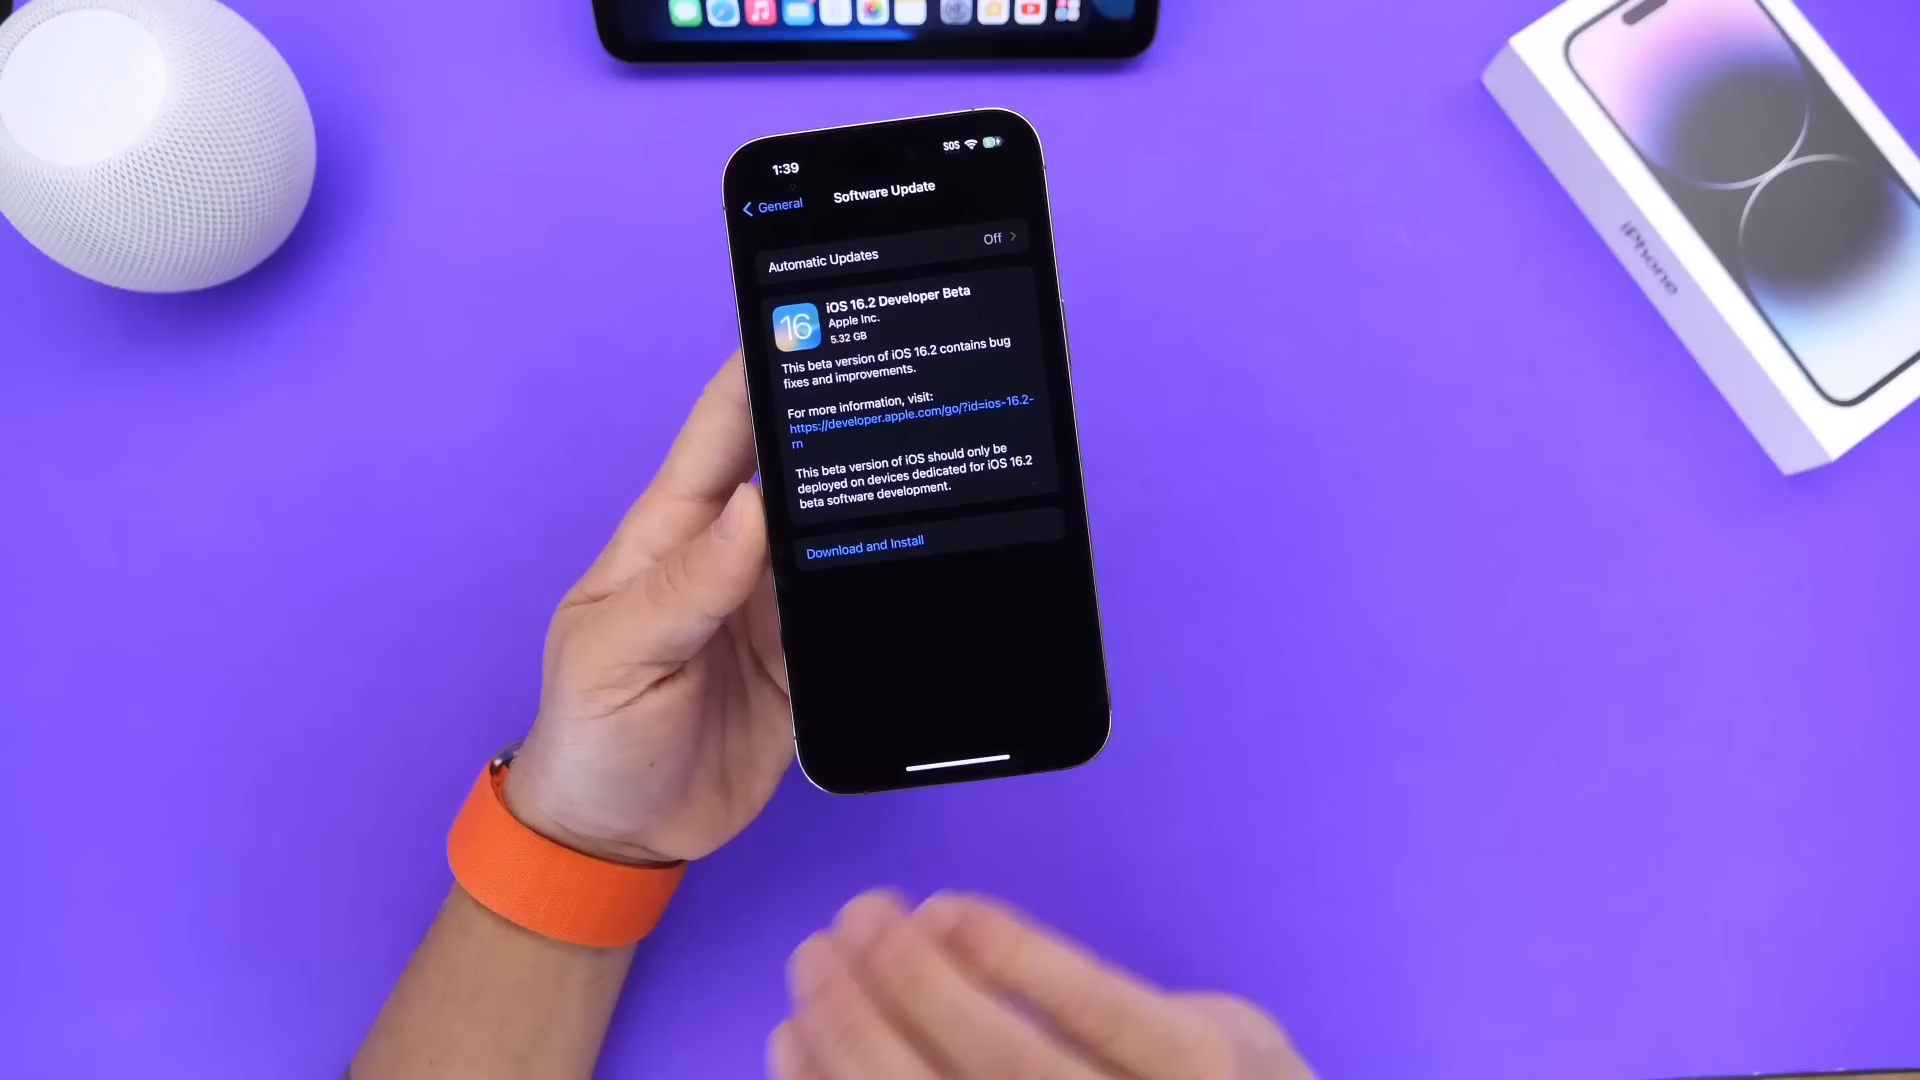 1:39
SOS
General
Software Update
Automatic Updates
Off
16
iOS 16.2 Developer Beta
Apple Inc.
5.32 GB
This beta version of iOS 16.2 contains bug
fixes and improvements.
For more information, visit:
https://developer.apple.com/go/?id=ios-16.2-
rn
This beta version of iOS should only be
deployed on devices dedicated for iOS 16.2
beta software development.
Download and Install
iPhone